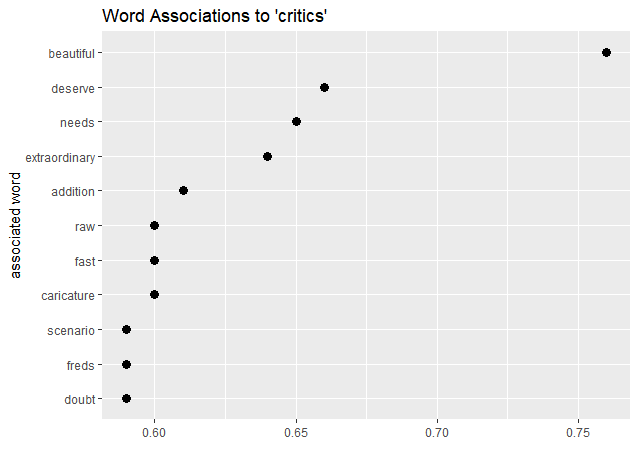 Word Associations to 'critics'
associated word
beautiful
deserve
needs
extraordinary
addition
raw
fast
caricature
scenario
freds
doubt
0.60 0.65 0.70 0.75